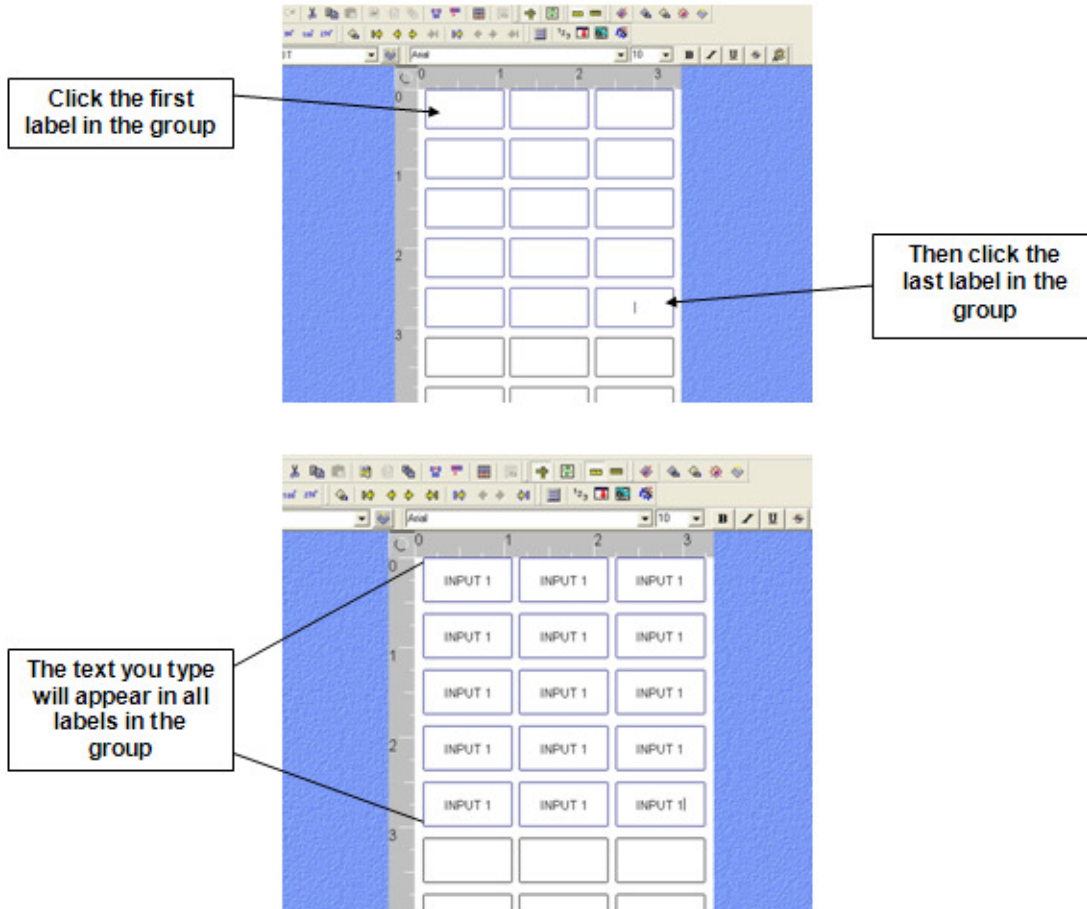 Arial 10 B I U S
0 1 2 3
0
Click the first
label in the group
1
2
Then click the
last label in the
group
3
1 2 3
Arial 10 B I U S
0 1 2 3
0
INPUT 1 INPUT 1 INPUT 1
INPUT 1 INPUT 1 INPUT 1
1
The text you type
will appear in all
labels in the
group
INPUT 1 INPUT 1 INPUT 1
2
INPUT 1 INPUT 1 INPUT 1
INPUT 1 INPUT 1 INPUT 1
3